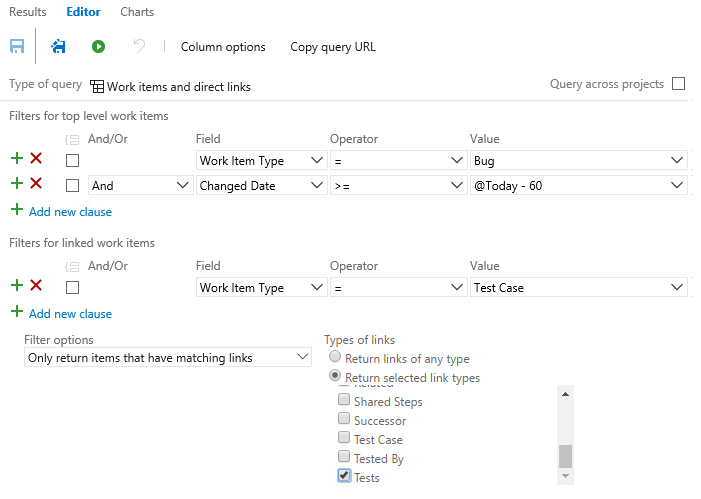 Results Editor Charts
Column options Copy query URL
Type of query Work items and direct links Query across projects
Filters for top level work items
And/Or Field Operator Value
Work Item Type = Bug
And Changed Date >= @Today - 60
Add new clause
Filters for linked work items
And/Or Field Operator Value
Work Item Type = Test Case
Add new clause
Filter options Types of links
Only return items that have matching links Return links of any type
Return selected link types
Related
Shared Steps
Successor
Test Case
Tested By
Tests